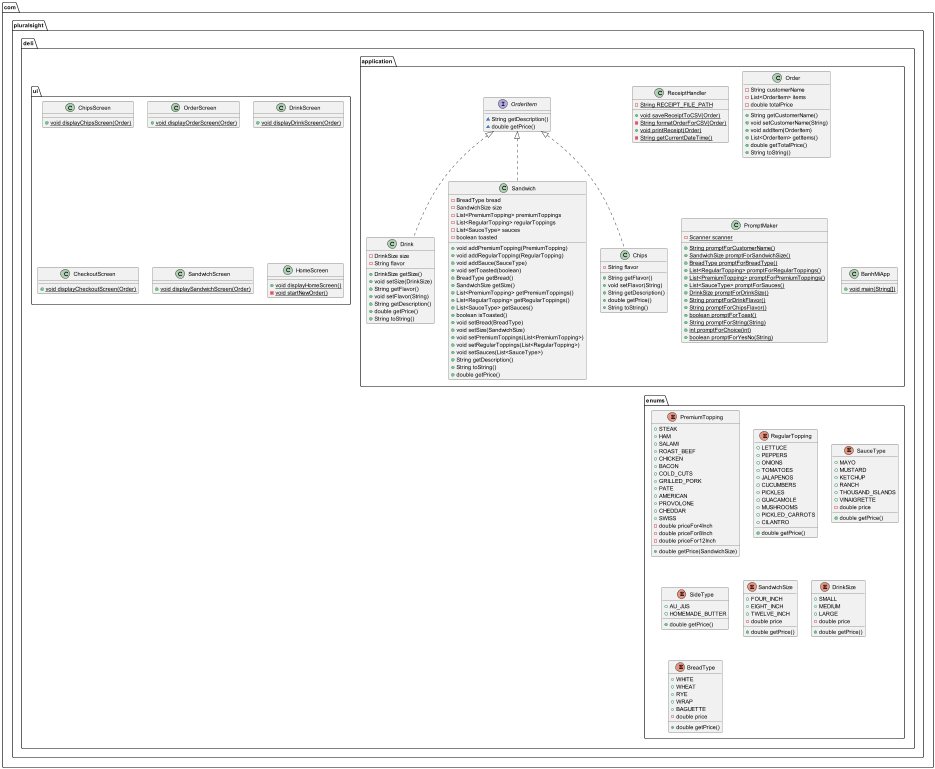 com
pluralsight
deli
ui
ChipsScreen
void displayChipsScreen(Order)
OrderScreen
void displayOrderScreen(Order)
DrinkScreen
void displayDrinkScreen(Order)
CheckoutScreen
void displayCheckoutScreen(Order)
SandwichScreen
void displaySandwichScreen(Order)
HomeScreen
void displayHomeScreen()
void startNewOrder()
application
OrderItem
String getDescription()
double getPrice()
ReceiptHandler
String RECEIPT_FILE_PATH
void saveReceiptToCSV(Order)
String formatOrderForCSV(Order)
void printReceipt(Order)
String getCurrentDateTime()
Order
String customerName
List<OrderItem> items
double totalPrice
String getCustomerName()
void setCustomerName(String)
void addItem(OrderItem)
List<OrderItem> getItems()
double getTotalPrice()
String toString()
Drink
DrinkSize size
String flavor
DrinkSize getSize()
void setSize(DrinkSize)
String getFlavor()
void setFlavor(String)
String getDescription()
double getPrice()
String toString()
Sandwich
BreadType bread
SandwichSize size
List<PremiumTopping> premiumToppings
List<RegularTopping> regularToppings
List<SauceType> sauces
boolean toasted
void addPremiumTopping(PremiumTopping)
void addRegularTopping(RegularTopping)
void addSauce(SauceType)
void setToasted(boolean)
BreadType getBread()
SandwichSize getSize()
List<PremiumTopping> getPremiumToppings()
List<RegularTopping> getRegularToppings()
List<SauceType> getSauces()
boolean isToasted()
void setBread(BreadType)
void setSize(SandwichSize)
void setPremiumToppings(List<PremiumTopping>)
void setRegularToppings(List<RegularTopping>)
void setSauces(List<SauceType>)
String getDescription()
String toString()
double getPrice()
Chips
String flavor
String getFlavor()
void setFlavor(String)
String getDescription()
double getPrice()
String toString()
PromptMaker
Scanner scanner
String promptForCustomerName()
SandwichSize promptForSandwichSize()
BreadType promptForBreadType()
List<RegularTopping> promptForRegularToppings()
List<PremiumTopping> promptForPremiumToppings()
List<SauceType> promptForSauces()
DrinkSize promptForDrinkSize()
String promptForDrinkFlavor()
String promptForChipsFlavor()
boolean promptForToast()
String promptForString(String)
int promptForChoice(int)
boolean promptForYesNo(String)
BanhMiApp
void main(String[])
enums
PremiumTopping
STEAK
HAM
SALAMI
ROAST_BEEF
CHICKEN
BACON
COLD_CUTS
GRILLED_PORK
PATE
AMERICAN
PROVOLONE
CHEDDAR
SWISS
double priceFor4Inch
double priceFor8Inch
double priceFor12Inch
double getPrice(SandwichSize)
RegularTopping
LETTUCE
PEPPERS
ONIONS
TOMATOES
JALAPENOS
CUCUMBERS
PICKLES
GUACAMOLE
MUSHROOMS
PICKLED_CARROTS
CILANTRO
double getPrice()
SauceType
MAYO
MUSTARD
KETCHUP
RANCH
THOUSAND_ISLANDS
VINAIGRETTE
double price
double getPrice()
SideType
AU_JUS
HOMEMADE_BUTTER
double getPrice()
SandwichSize
FOUR_INCH
EIGHT_INCH
TWELVE_INCH
double price
double getPrice()
DrinkSize
SMALL
MEDIUM
LARGE
double price
double getPrice()
BreadType
WHITE
WHEAT
RYE
WRAP
BAGUETTE
double price
double getPrice()